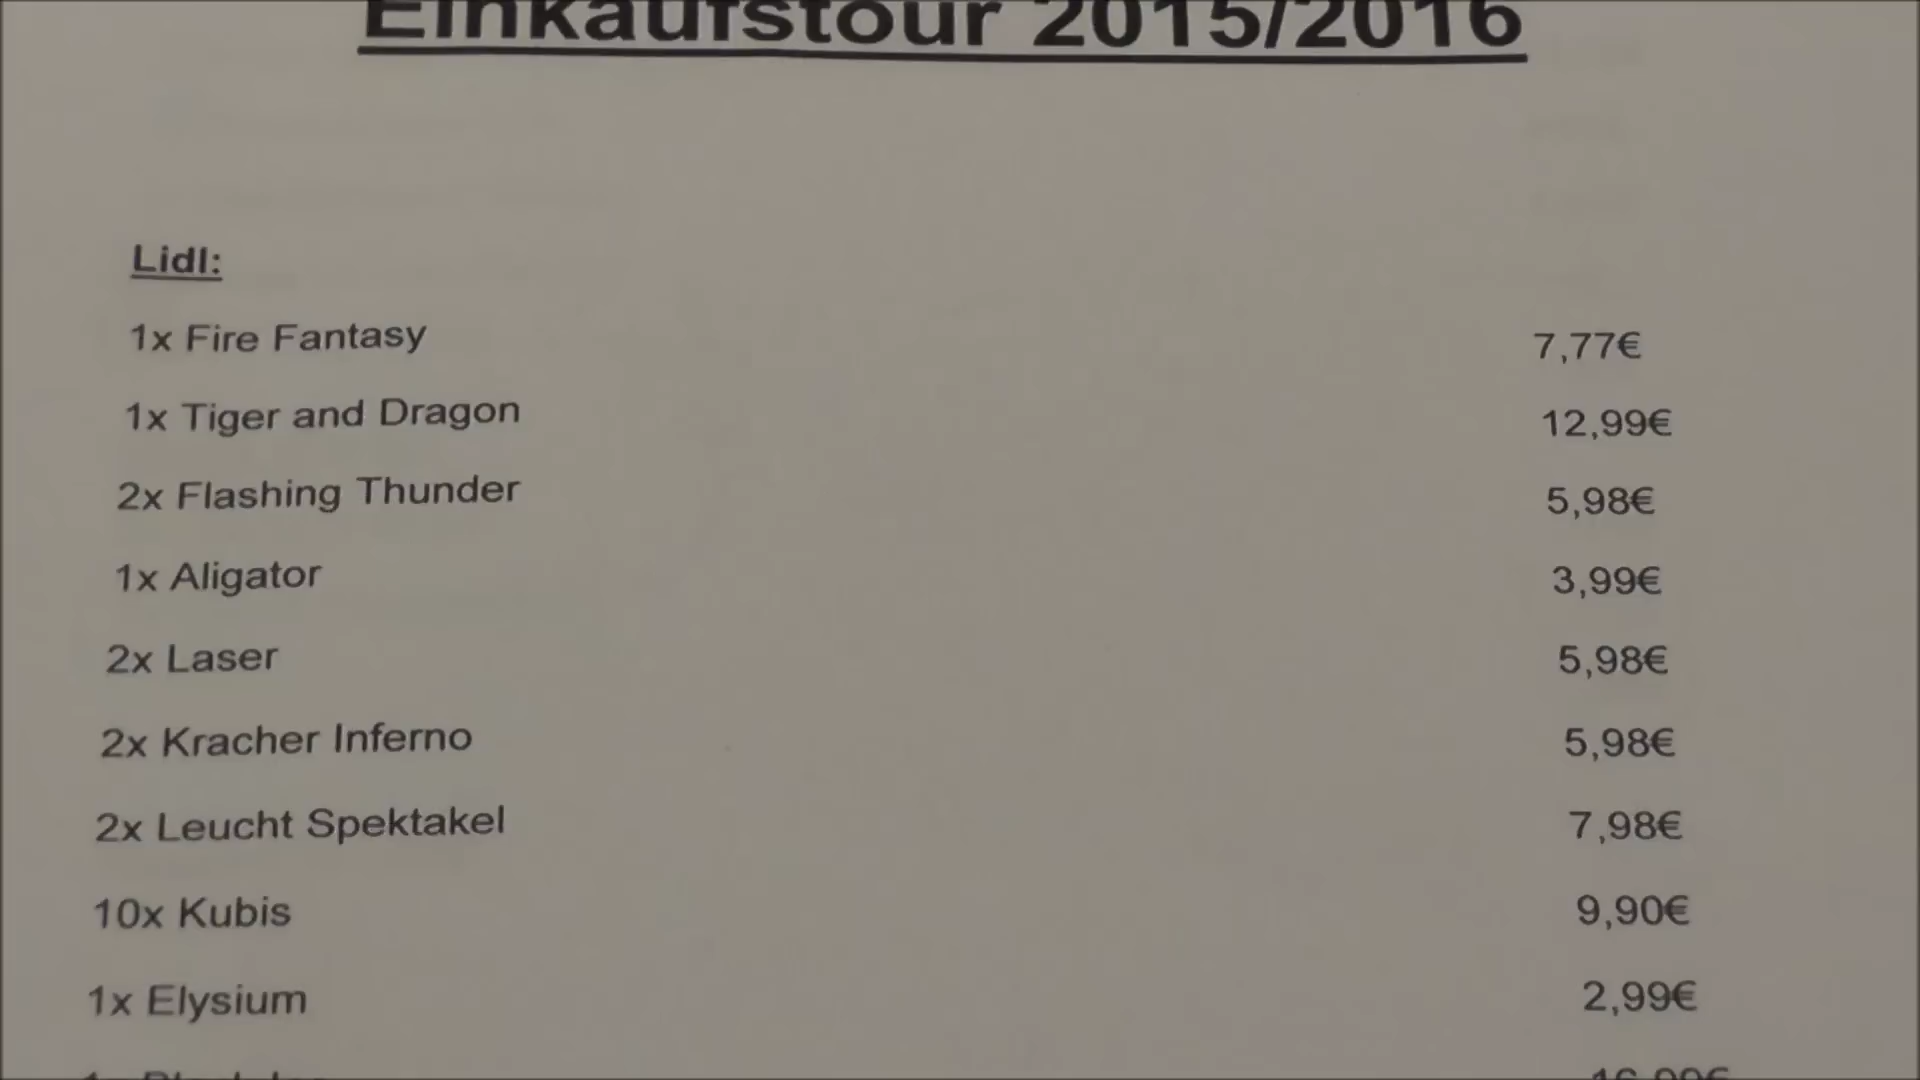 Einkaufstour 2015/2016
Lidl:
1x Fire Fantasy 7,77€
1x Tiger and Dragon 12,99€
2x Flashing Thunder 5,98€
1x Aligator 3,99€
2x Laser 5,98€
2x Kracher Inferno 5,98€
2x Leucht Spektakel 7,98€
10x Kubis 9,90€
1x Elysium 2,99€